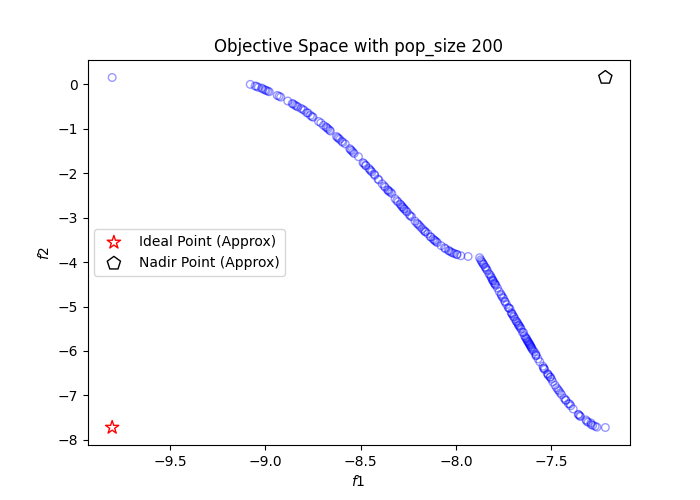 Objective Space with pop_size 200
0
−1
−2
−3
−4
−5
−6
−7
−8
f2
Ideal Point (Approx)
Nadir Point (Approx)
−9.5
−9.0
−8.5
−8.0
−7.5
f1